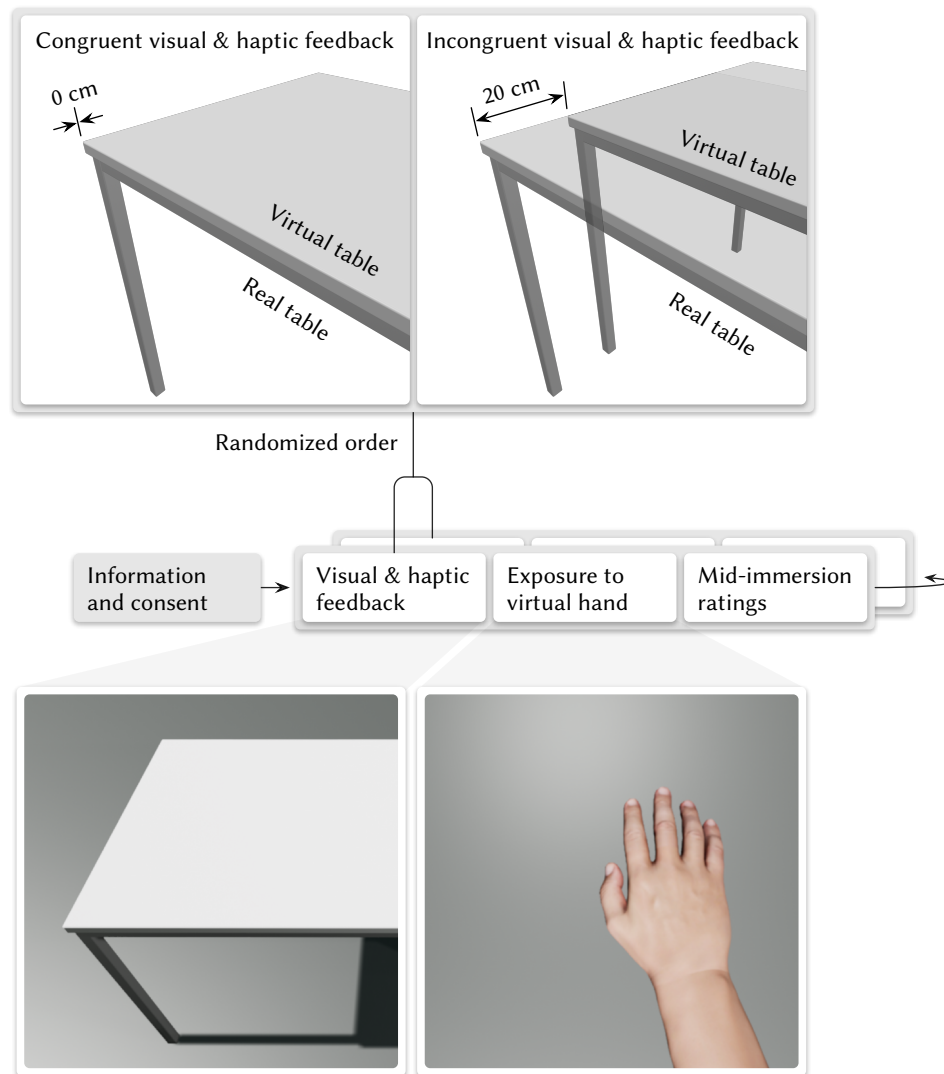 Congruent visual & haptic feedback
Incongruent visual & haptic feedback
0 cm
20 cm
Virtual table
Real table
Virtual table
Real table
Randomized order
Information
and consent
Visual & haptic
feedback
Exposure to
virtual hand
Mid-immersion
ratings